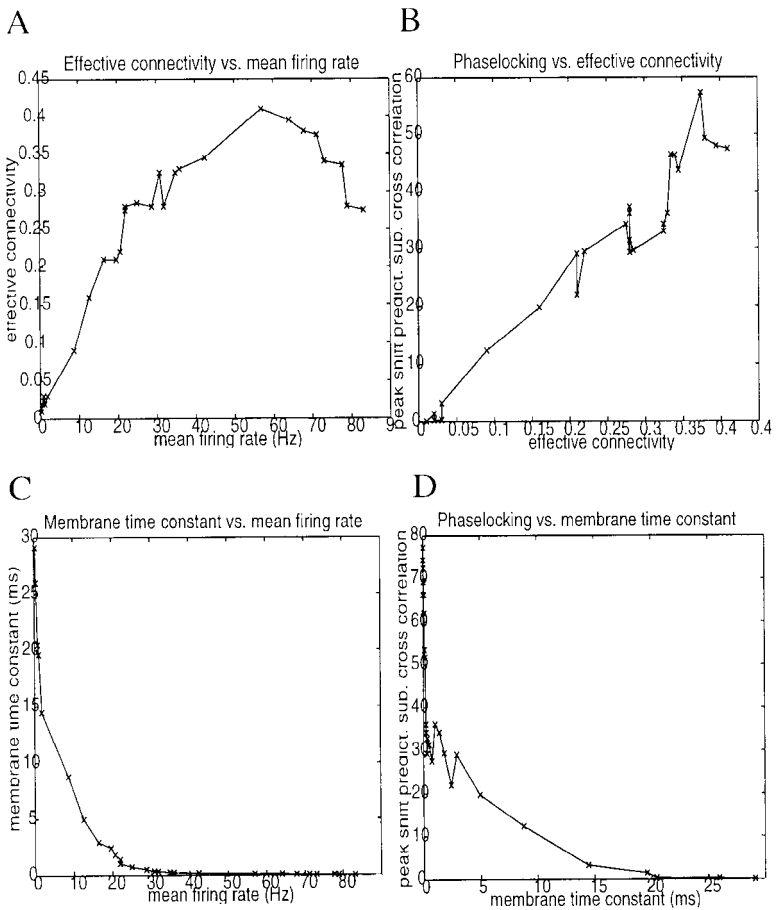 A
Effective connectivity vs. mean firing rate
effective connectivity
0.45
0.4
0.35
0.3
0.25
0.2
0.15
0.1
0.05
0
0 10 20 30 40 50 60 70 80 90
mean firing rate (Hz)
B
Phaselocking vs. effective connectivity
peak shift predict. sub. cross correlation
60
50
40
30
20
10
0
0 0.05 0.1 0.15 0.2 0.25 0.3 0.35 0.4 0.4
effective connectivity
C
Membrane time constant vs. mean firing rate
membrane time constant (ms)
30
25
20
15
10
5
0
0 10 20 30 40 50 60 70 80
mean firing rate (Hz)
D
Phaselocking vs. membrane time constant
peak shift predict. sub. cross correlation
80
70
60
50
40
30
20
10
0
0 5 10 15 20 25
membrane time constant (ms)